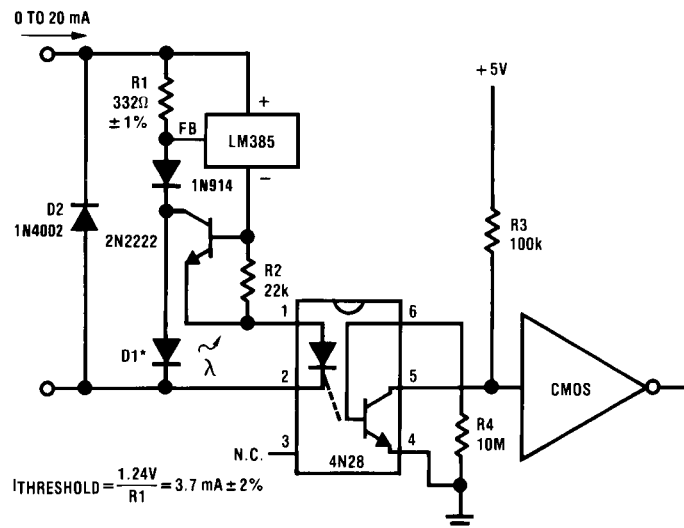 0 TO 20 mA
R1
332Ω
±1%
FB
+
LM385
−
1N914
D2
1N4002
2N2222
R2
22k
D1*
λ
1
2
3
N.C.
6
5
4
4N28
+5V
R3
100k
R4
10M
CMOS
ITHRESHOLD = 1.24V / R1 = 3.7 mA ± 2%